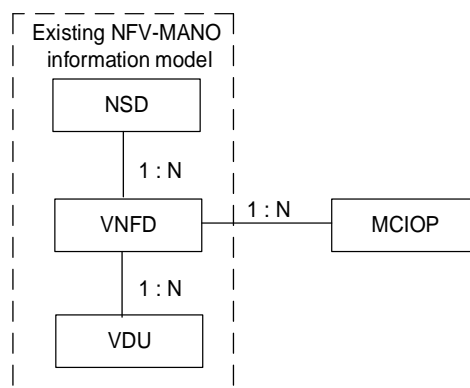 Existing NFV-MANO
information model
NSD
1 : N
VNFD
1 : N
MCIOP
1 : N
VDU